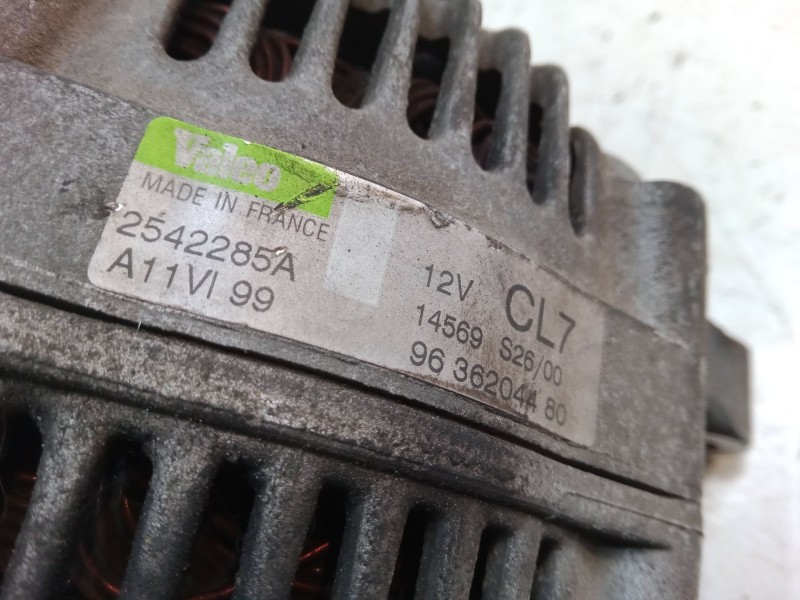 Valeo
MADE IN FRANCE
2542285A
A11VI 99
12V CL7
14569 S26/00
96 362044 80